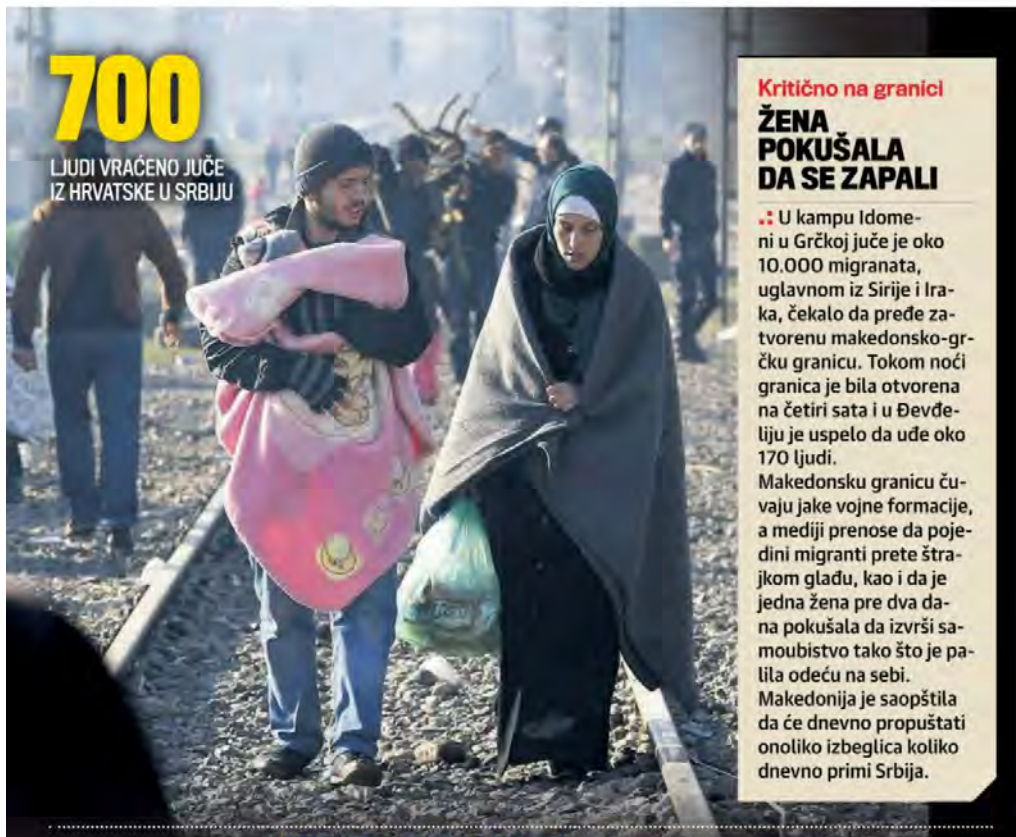 700
LJUDI VRAĆENO JUČE
IZ HRVATSKE U SRBIJU
Kritično na granici
ŽENA
POKUŠALA
DA SE ZAPALI
.: U kampu Idome-
ni u Grčkoj juče je oko
10.000 migranata,
uglavnom iz Sirije i Ira-
ka, čekalo da pređe za-
tvorenu makedonsko-gr-
čku granicu. Tokom noći
granica je bila otvorena
na četiri sata i u Đevđe-
liju je uspelo da uđe oko
170 ljudi.
Makedonsku granicu ču-
vaju jake vojne formacije,
a mediji prenose da poje-
dini migranti prete štra-
jkom glađu, kao i da je
jedna žena pre dva da-
na pokušala da izvrši sa-
moubistvo tako što je pa-
lila odeću na sebi.
Makedonija je saopštila
da će dnevno propuštati
onoliko izbeglica koliko
dnevno primi Srbija.